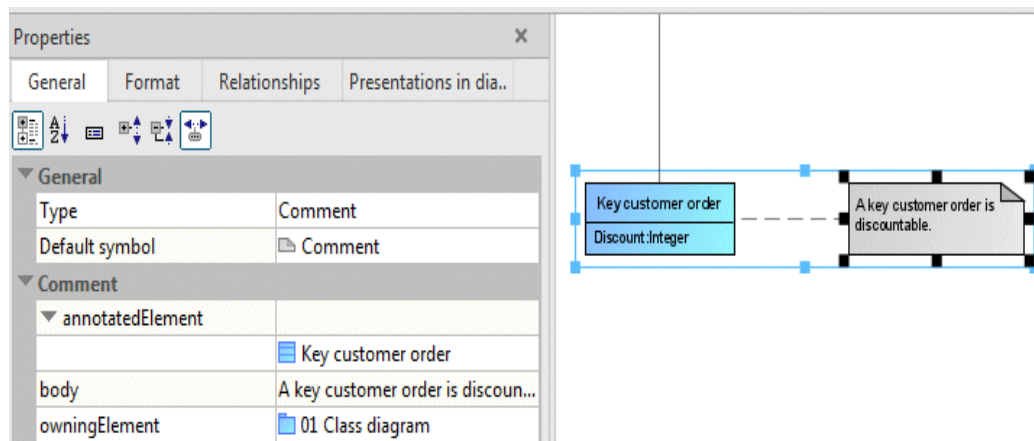 Properties
General Format Relationships Presentations in dia..
General
Type Comment
Default symbol Comment
Comment
annotatedElement
Key customer order
body A key customer order is discoun...
owningElement 01 Class diagram
Key customer order
Discount:Integer
A key customer order is
discountable.